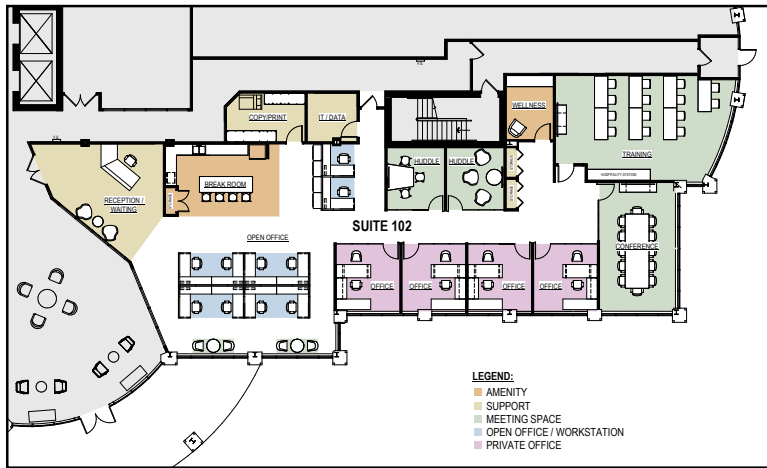 COPY/PRINT
IT / DATA
WELLNESS
TRAINING
HUDDLE
HUDDLE
BREAK ROOM
RECEPTION /
WAITING
HOSPITALITY STATION
SUITE 102
OPEN OFFICE
CONFERENCE
OFFICE
OFFICE
OFFICE
OFFICE
LEGEND:
AMENITY
SUPPORT
MEETING SPACE
OPEN OFFICE / WORKSTATION
PRIVATE OFFICE